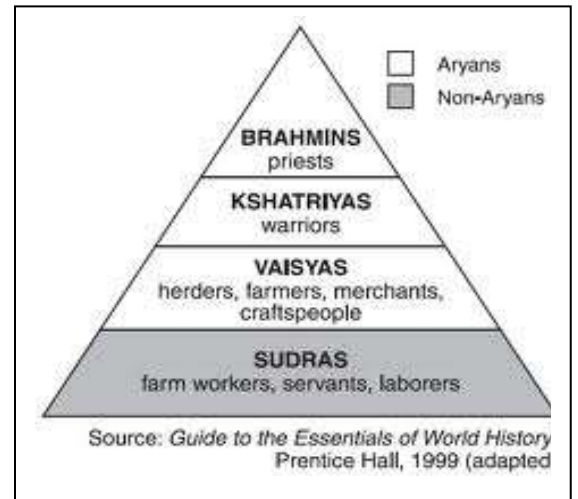 Aryans
Non-Aryans
BRAHMINS
priests
KSHATRIYAS
warriors
VAISYAS
herders, farmers, merchants,
craftspeople
SUDRAS
farm workers, servants, laborers
Source: Guide to the Essentials of World History
Prentice Hall, 1999 (adapted